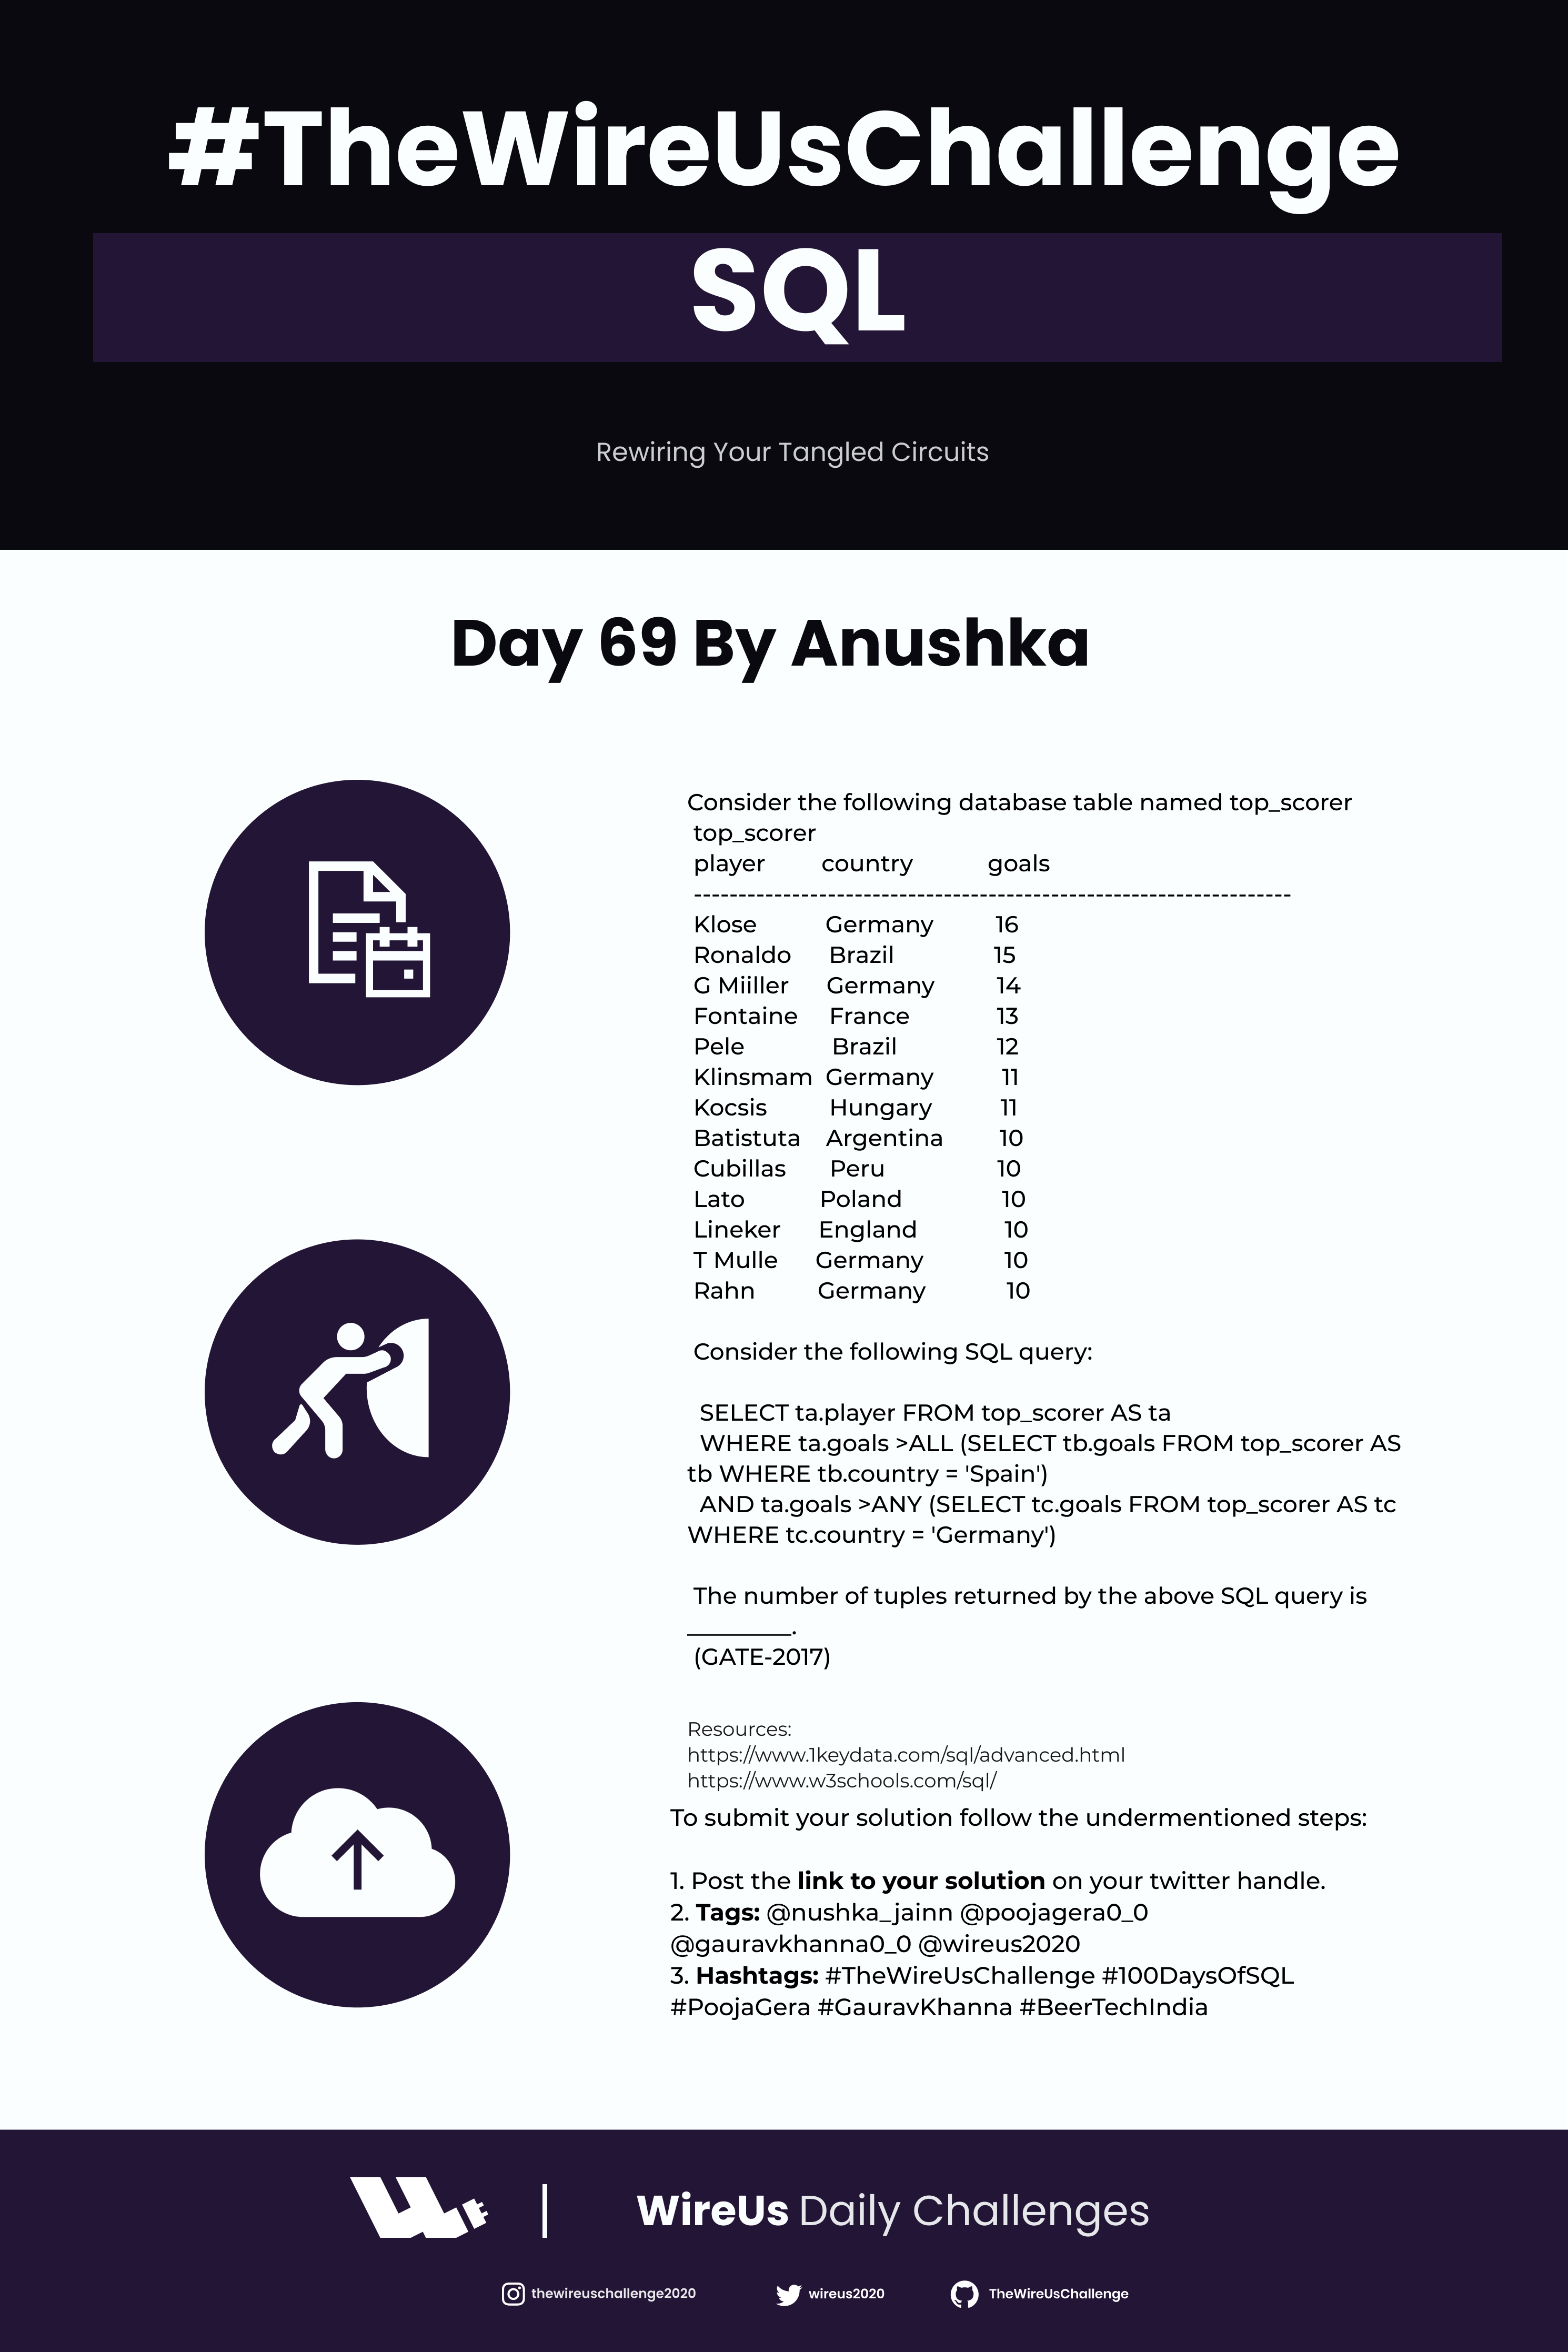 #TheWireUsChallenge
SQL
Rewiring Your Tangled Circuits
Day 69 By Anushka
Consider the following database table named top_scorer
top_scorer
player country goals
-------------------------------------------------------------------
Klose Germany 16
Ronaldo Brazil 15
G Miiller Germany 14
Fontaine France 13
Pele Brazil 12
Klinsmam Germany 11
Kocsis Hungary 11
Batistuta Argentina 10
Cubillas Peru 10
Lato Poland 10
Lineker England 10
T Mulle Germany 10
Rahn Germany 10
Consider the following SQL query:
SELECT ta.player FROM top_scorer AS ta
WHERE ta.goals >ALL (SELECT tb.goals FROM top_scorer AS
tb WHERE tb.country = 'Spain')
AND ta.goals >ANY (SELECT tc.goals FROM top_scorer AS tc
WHERE tc.country = 'Germany')
The number of tuples returned by the above SQL query is
_________.
(GATE-2017)
Resources:
https://www.1keydata.com/sql/advanced.html
https://www.w3schools.com/sql/
To submit your solution follow the undermentioned steps:
1. Post the link to your solution on your twitter handle.
2. Tags: @nushka_jainn @poojagera0_0
@gauravkhanna0_0 @wireus2020
3. Hashtags: #TheWireUsChallenge #100DaysOfSQL
#PoojaGera #GauravKhanna #BeerTechIndia
WireUs Daily Challenges
thewireuschallenge2020 wireus2020 TheWireUsChallenge